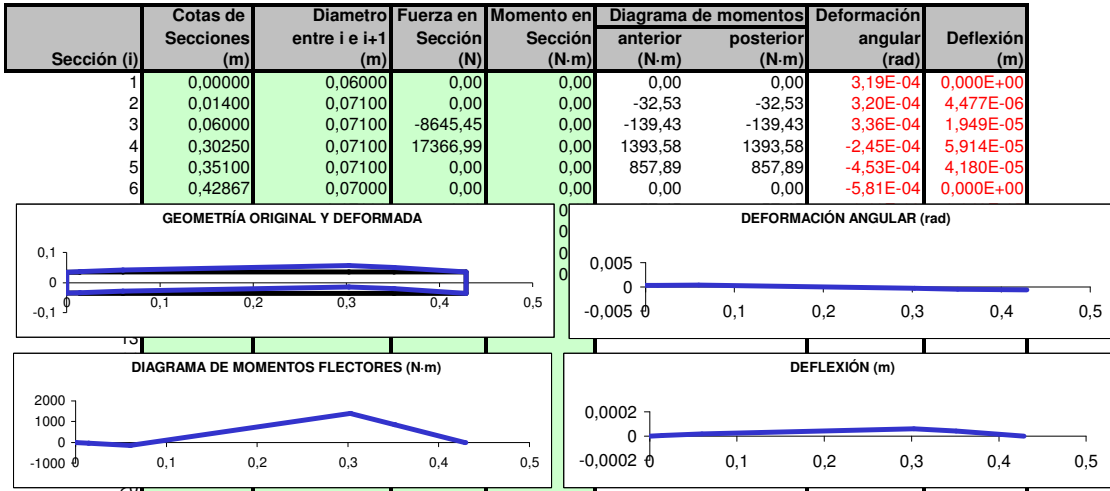 Cotas de Diametro Fuerza en Momento en Diagrama de momentos Deformación
Secciones entre i e i+1 Sección Sección anterior posterior angular Deflexión
Sección (i) (m) (m) (N) (N·m) (N·m) (N·m) (rad) (m)
1 0,00000 0,06000 0,00 0,00 0,00 0,00 3,19E-04 0,000E+00
2 0,01400 0,07100 0,00 0,00 -32,53 -32,53 3,20E-04 4,477E-06
3 0,06000 0,07100 -8645,45 0,00 -139,43 -139,43 3,36E-04 1,949E-05
4 0,30250 0,07100 17366,99 0,00 1393,58 1393,58 -2,45E-04 5,914E-05
5 0,35100 0,07100 0,00 0,00 857,89 857,89 -4,53E-04 4,180E-05
6 0,42867 0,07000 0,00 0,00 0,00 0,00 -5,81E-04 0,000E+00
GEOMETRÍA ORIGINAL Y DEFORMADA
0,1
0
-0,1
0 0,1 0,2 0,3 0,4 0,5
0
0
0
0
DEFORMACIÓN ANGULAR (rad)
0,005
0
-0,005
0 0,1 0,2 0,3 0,4 0,5
DIAGRAMA DE MOMENTOS FLECTORES (N·m)
2000
1000
0
-1000
0 0,1 0,2 0,3 0,4 0,5
DEFLEXIÓN (m)
0,0002
0
-0,0002
0 0,1 0,2 0,3 0,4 0,5